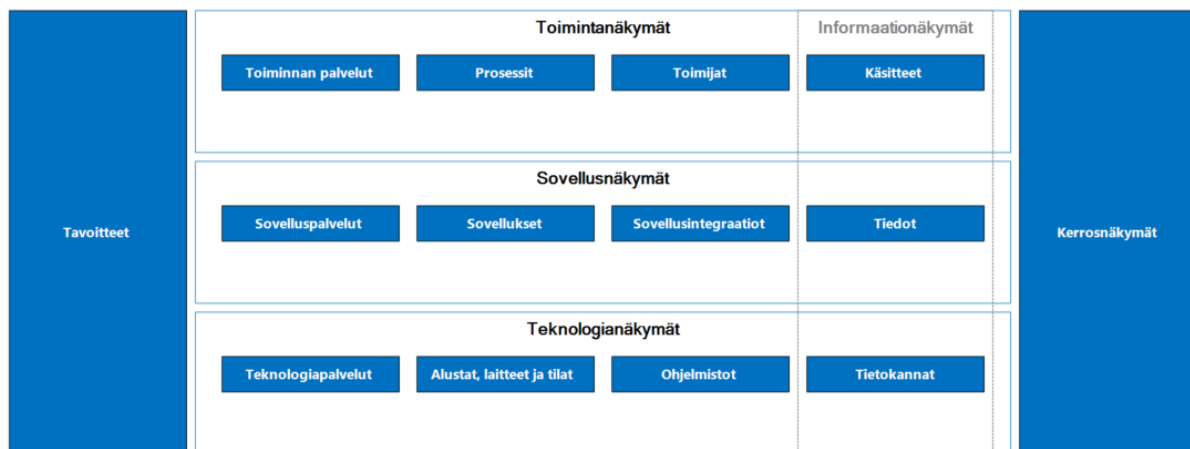 Tavoitteet
Toimintanäkymät
Informaationäkymät
Toiminnan palvelut
Prosessit
Toimijat
Käsitteet
Sovellusnäkymät
Sovelluspalvelut
Sovellukset
Sovellusintegraatiot
Tiedot
Teknologianäkymät
Teknologiapalvelut
Alustat, laitteet ja tilat
Ohjelmistot
Tietokannat
Kerrosnäkymät